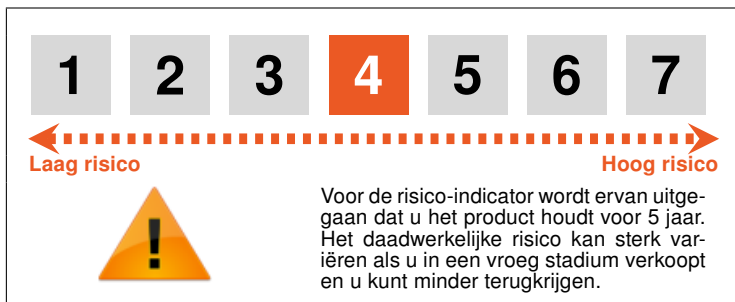 1 2 3 4 5 6 7
Laag risico Hoog risico
!
Voor de risico-indicator wordt ervan uitge-
gaan dat u het product houdt voor 5 jaar.
Het daadwerkelijke risico kan sterk var-
iëren als u in een vroeg stadium verkoopt
en u kunt minder terugkrijgen.